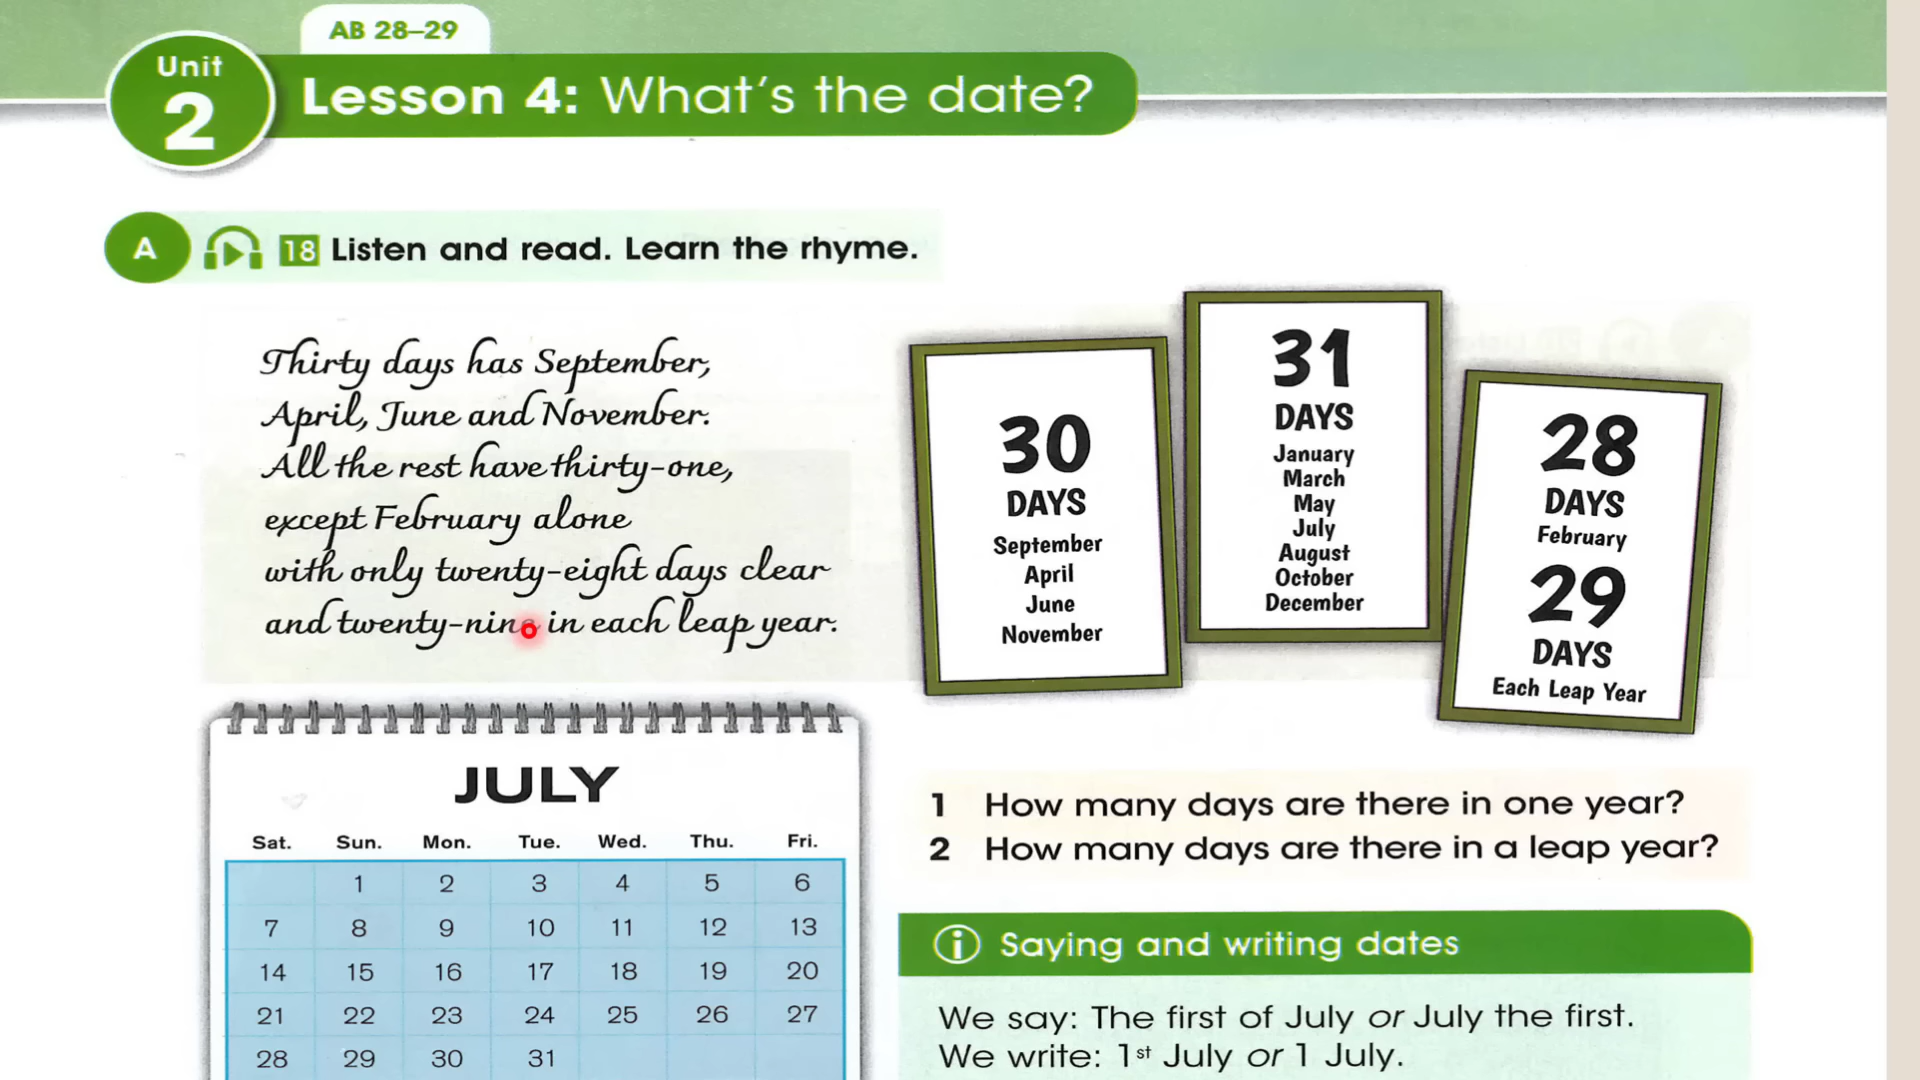 AB 28–29
Unit
2
Lesson 4: What's the date?
A
18 Listen and read. Learn the rhyme.
Thirty days has September,
April, June and November.
All the rest have thirty-one,
except February alone
with only twenty-eight days clear
and twenty-nine in each leap year.
30
DAYS
September
April
June
November
31
DAYS
January
March
May
July
August
October
December
28
DAYS
February
29
DAYS
Each Leap Year
JULY
Sat. Sun. Mon. Tue. Wed. Thu. Fri.
1 2 3 4 5 6
7 8 9 10 11 12 13
14 15 16 17 18 19 20
21 22 23 24 25 26 27
28 29 30 31
1 How many days are there in one year?
2 How many days are there in a leap year?
i Saying and writing dates
We say: The first of July or July the first.
We write: 1st July or 1 July.